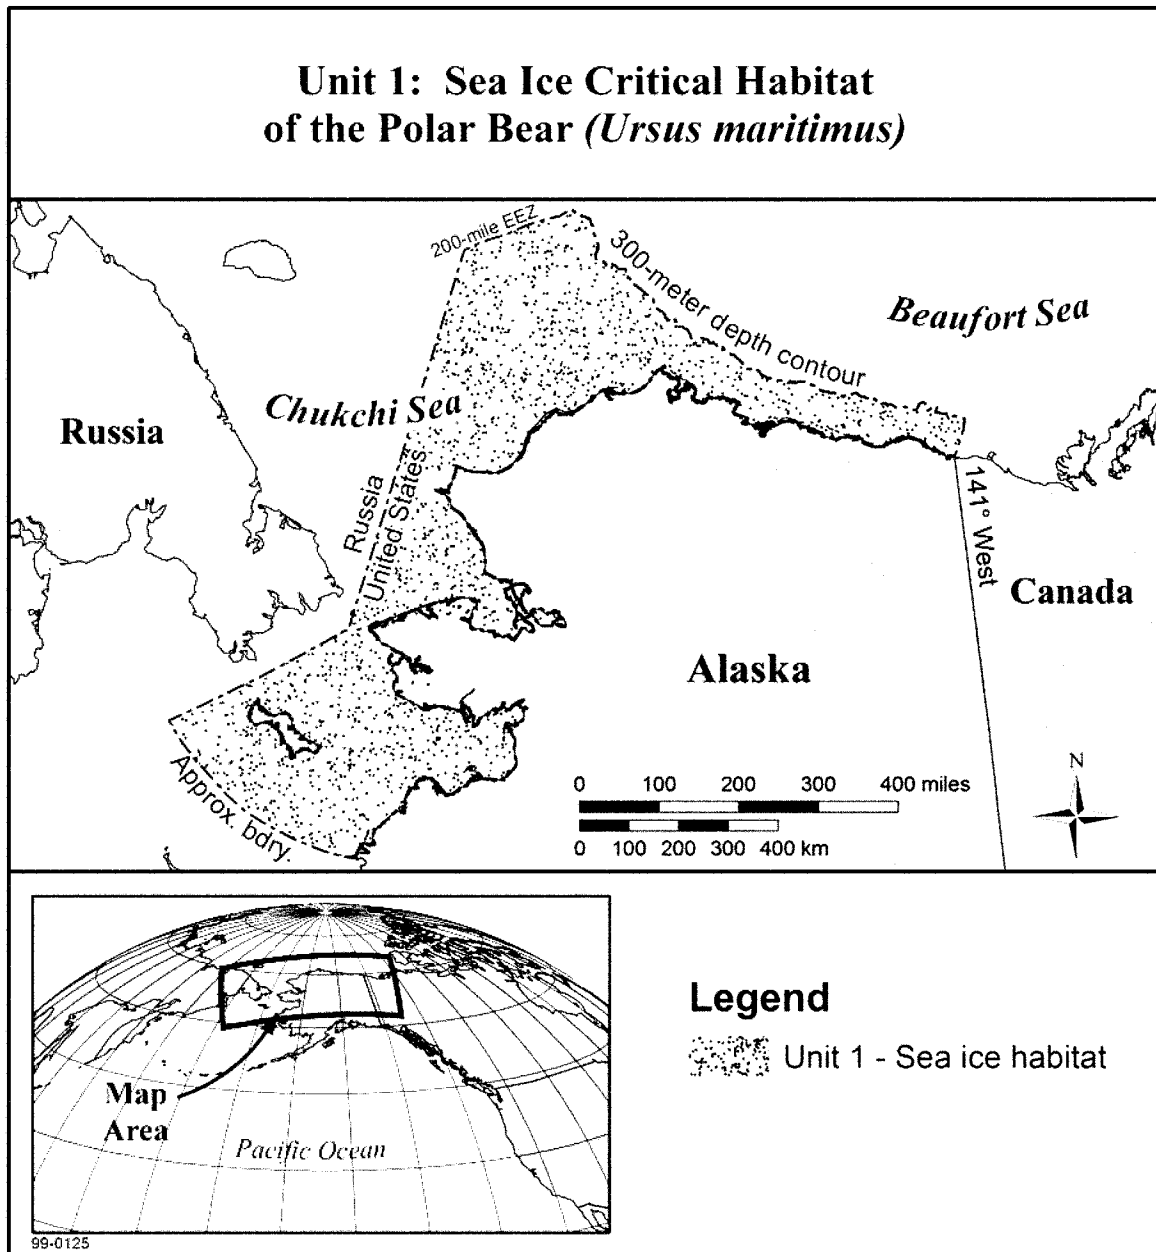 Unit 1: Sea Ice Critical Habitat
of the Polar Bear (Ursus maritimus)
200-mile EEZ
300-meter depth contour
Beaufort Sea
Chukchi Sea
Russia
Russia
United States
141° West
Canada
Alaska
Approx. bdry.
N
0 100 200 300 400 miles
0 100 200 300 400 km
Map
Area
Pacific Ocean
Legend
Unit 1 - Sea ice habitat
99-0125